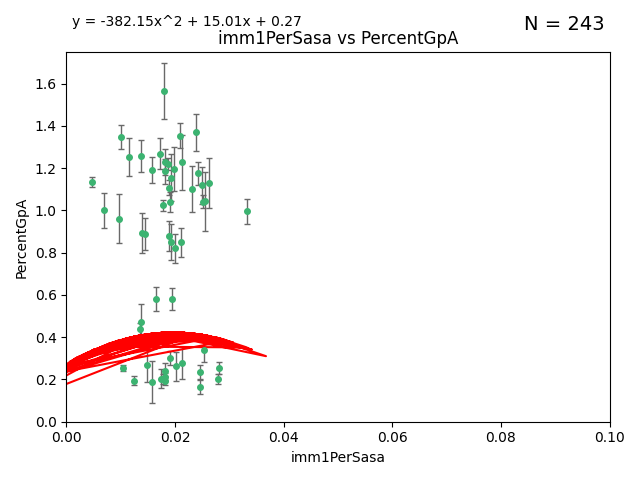 y = -382.15x^2 + 15.01x + 0.27
N = 243
imm1PerSasa vs PercentGpA
PercentGpA
1.6
1.4
1.2
1.0
0.8
0.6
0.4
0.2
0.0
0.00 0.02 0.04 0.06 0.08 0.10
imm1PerSasa